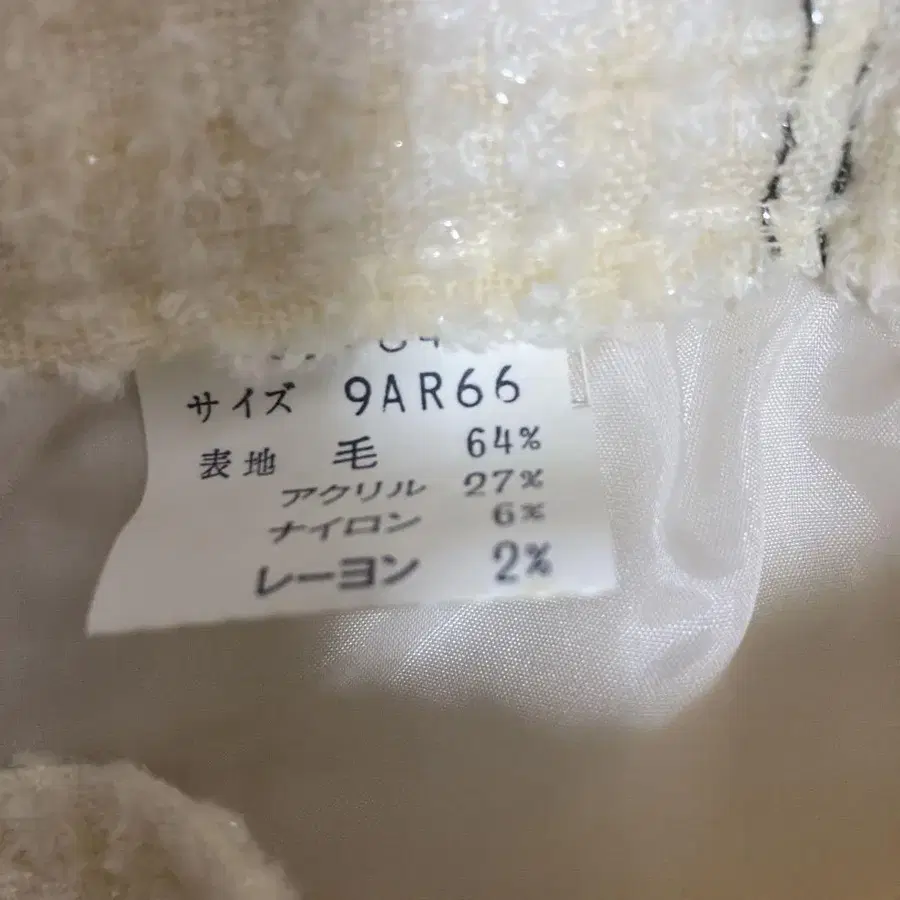 サイズ 9AR66
表地 毛 64%
アクリル 27%
ナイロン 6%
レーヨン 2%